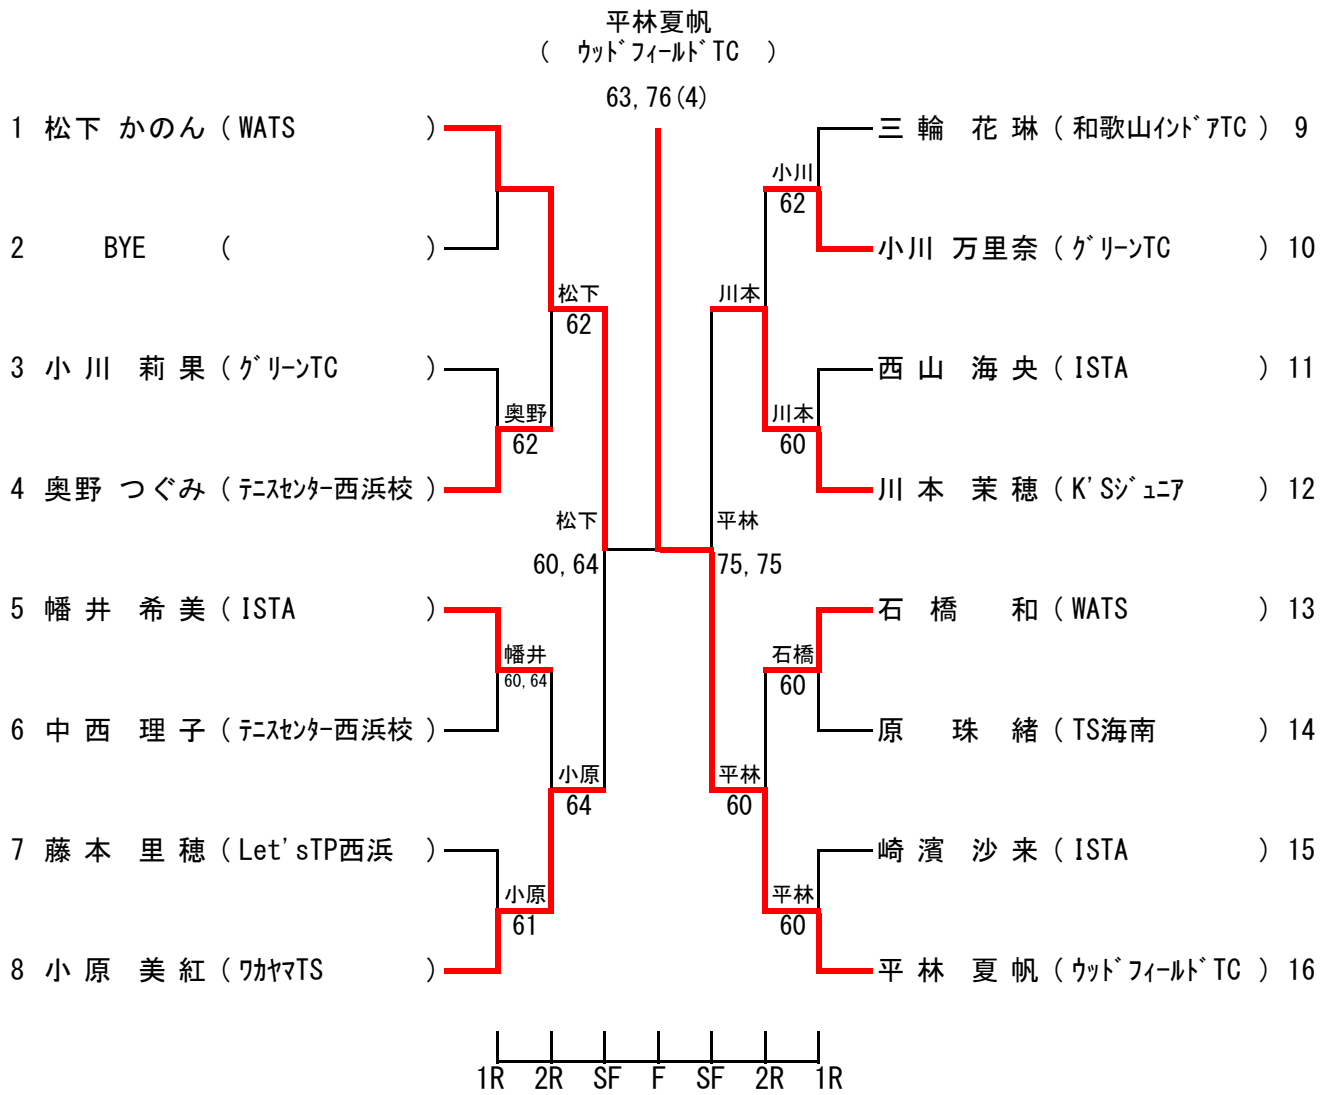 平林夏帆
( ｳｯﾄﾞﾌｨｰﾙﾄﾞTC )
63,76(4)
1 松下 かのん ( WATS )
三輪 花琳 ( 和歌山ｲﾝﾄﾞｱTC ) 9
小川
62
2 BYE ( )
小川 万里奈 ( ｸﾞﾘｰﾝTC ) 10
松下
62
川本
3 小川 莉果 ( ｸﾞﾘｰﾝTC )
西山 海央 ( ISTA ) 11
奥野
62
川本
60
4 奥野 つぐみ ( ﾃﾆｽｾﾝﾀｰ西浜校 )
川本 茉穂 ( K'Sｼﾞｭﾆｱ ) 12
松下
60,64
平林
75,75
5 幡井 希美 ( ISTA )
石橋 和 ( WATS ) 13
幡井
60,64
石橋
60
6 中西 理子 ( ﾃﾆｽｾﾝﾀｰ西浜校 )
原 珠緒 ( TS海南 ) 14
小原
64
平林
60
7 藤本 里穂 ( Let'sTP西浜 )
崎濱 沙来 ( ISTA ) 15
小原
61
平林
60
8 小原 美紅 ( ﾜｶﾔﾏTS )
平林 夏帆 ( ｳｯﾄﾞﾌｨｰﾙﾄﾞTC ) 16
1R 2R SF F SF 2R 1R